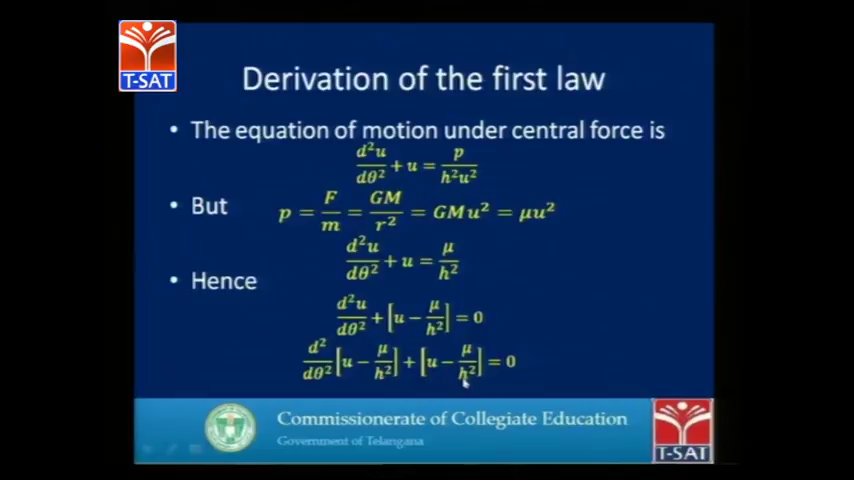 T-SAT
Derivation of the first law
• The equation of motion under central force is
d²u/dθ² + u = p/h²u²
• But p = F/m = GM/r² = GMu² = μu²
d²u/dθ² + u = μ/h²
• Hence
d²u/dθ² + [u − μ/h²] = 0
d²/dθ² [u − μ/h²] + [u − μ/h²] = 0
Commissionerate of Collegiate Education
Government of Telangana
T-SAT